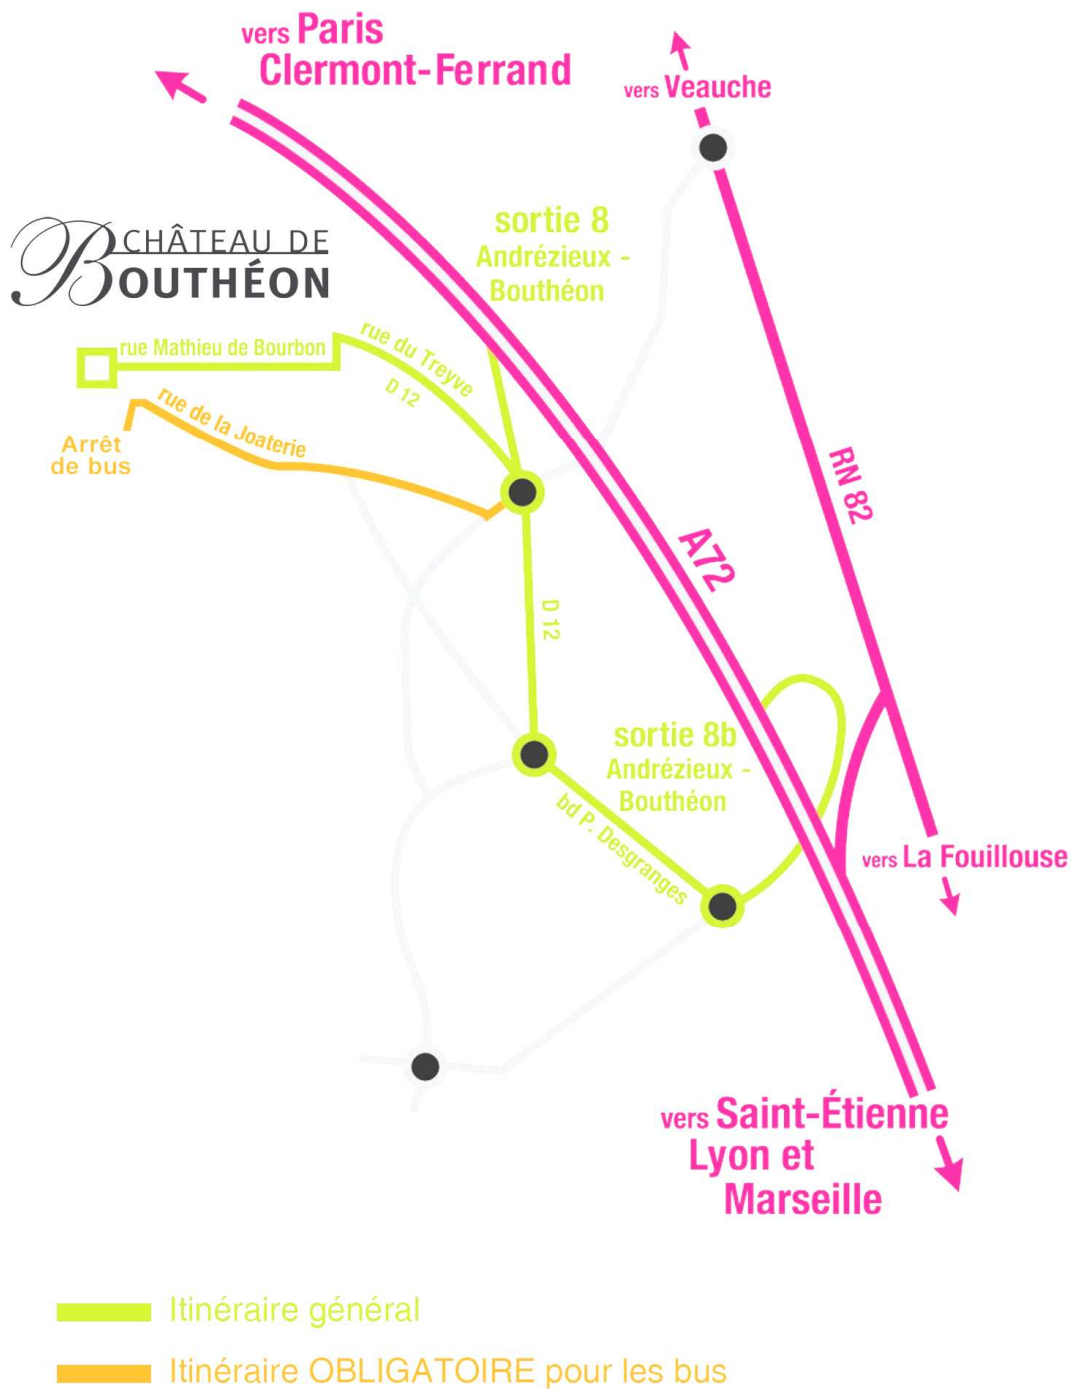 vers Paris
Clermont-Ferrand
vers Veauche
sortie 8
Andrézieux -
Bouthéon
CHÂTEAU DE
BOUTHÉON
rue Mathieu de Bourbon
rue du Treyve
D 12
rue de la Joaterie
Arrêt
de bus
RN 82
A72
D 12
sortie 8b
Andrézieux -
Bouthéon
bd P. Desgranges
vers La Fouillouse
vers Saint-Étienne
Lyon et
Marseille
Itinéraire général
Itinéraire OBLIGATOIRE pour les bus